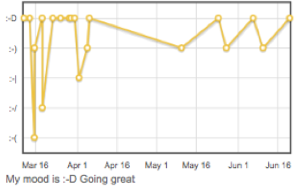 :-D
:-)
:-|
:-/
:-(
Mar 16 Apr 1 Apr 16 May 1 May 16 Jun 1 Jun 16
My mood is :-D Going great